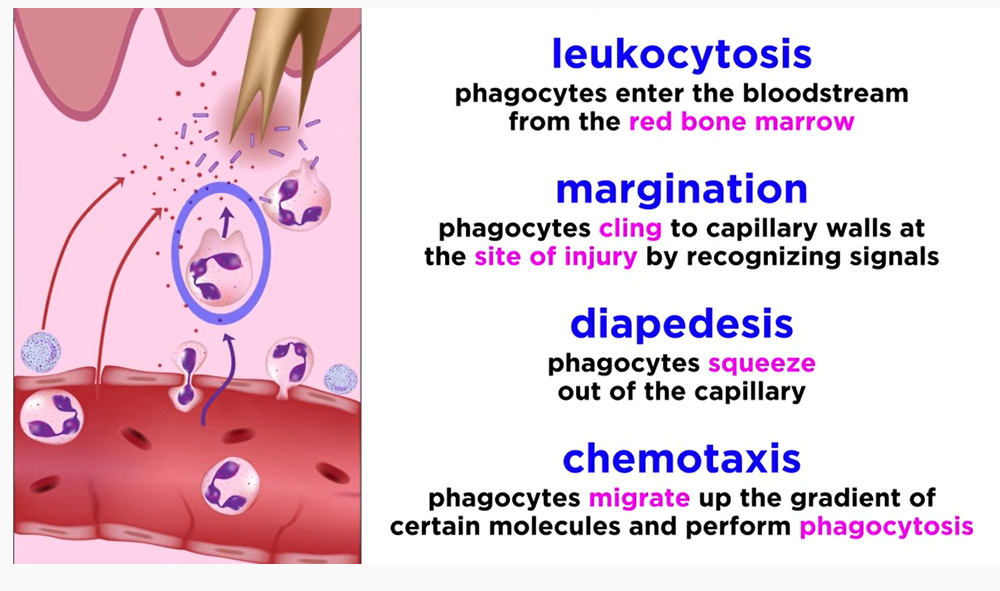 leukocytosis
phagocytes enter the bloodstream
from the red bone marrow
margination
phagocytes cling to capillary walls at
the site of injury by recognizing signals
diapedesis
phagocytes squeeze
out of the capillary
chemotaxis
phagocytes migrate up the gradient of
certain molecules and perform phagocytosis